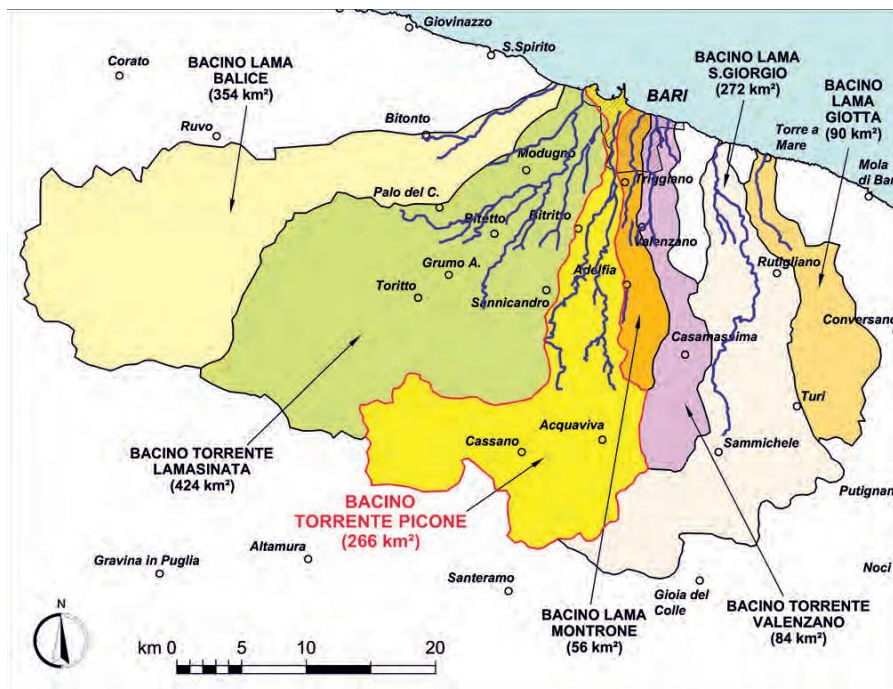 Giovinazzo
S.Spirito
Corato
BACINO LAMA
BALICE
(354 km²)
BACINO LAMA
S.GIORGIO
(272 km²)
BARI
BACINO
LAMA
GIOTTA
(90 km²)
Ruvo
Bitonto
Torre a
Mare
Modugno
Mola
di Bar
Triggiano
Palo del C.
Bitetto
Bitritto
Valenzano
Grumo A.
Adelfia
Rutigliano
Toritto
Sannicandro
Conversano
Casamassima
Turi
BACINO TORRENTE
LAMASINATA
(424 km²)
Cassano
Acquaviva
Sammichele
BACINO
TORRENTE PICONE
(266 km²)
Putignan
Altamura
Gravina in Puglia
Santeramo
Gioia del
Colle
Noci
BACINO LAMA
MONTRONE
(56 km²)
BACINO TORRENTE
VALENZANO
(84 km²)
N
km 0 5 10 20